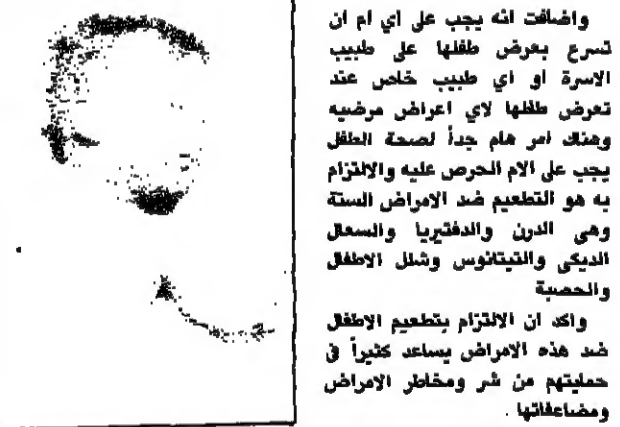 واضافت انه يجب على اي ام ان
تسرع بعرض طفلها على طبيب
الاسرة او اي طبيب خاص عند
تعرض طفلها لاي اعراض مرضيه
وهناك امر هام جداً لصحة الطفل
يجب على الام الحرص عليه والالتزام
به هو التطعيم ضد الامراض الستة
وهى الدرن والدفتيريا والسعال
الديكى والتيتانوس وشلل الاطفال
والحصبة
واكد ان الالتزام بتطعيم الاطفال
ضد هذه الامراض يساعد كثيراً في
حمايتهم من شر ومخاطر الامراض
ومضاعفاتها .